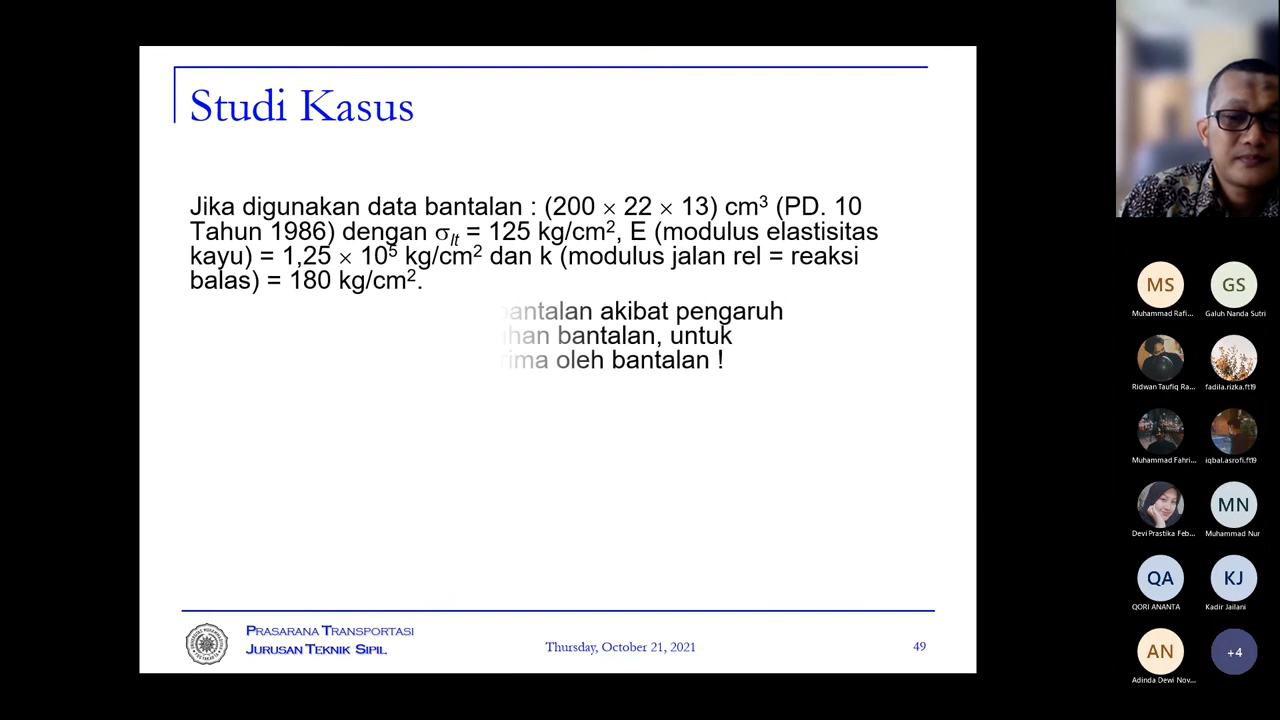 Studi Kasus
Jika digunakan data bantalan : (200 × 22 × 13) cm³ (PD. 10
Tahun 1986) dengan σlt = 125 kg/cm², E (modulus elastisitas
kayu) = 1,25 × 10⁵ kg/cm² dan k (modulus jalan rel = reaksi
balas) = 180 kg/cm².
bantalan akibat pengaruh
bantalan, untuk
oleh bantalan !
PRASARANA TRANSPORTASI
JURUSAN TEKNIK SIPIL
Thursday, October 21, 2021
49
MS
GS
Muhammad Rafi...
Galuh Nanda Sutri
Ridwan Taufiq Ra...
fadila.rizka.ft19
Muhammad Fahri...
iqbal.asrofi.ft19
MN
Devi Prastika Feb...
Muhammad Nur
QA
KJ
QORI ANANTA
Kadir Jailani
AN
+4
Adinda Dewi Nov...